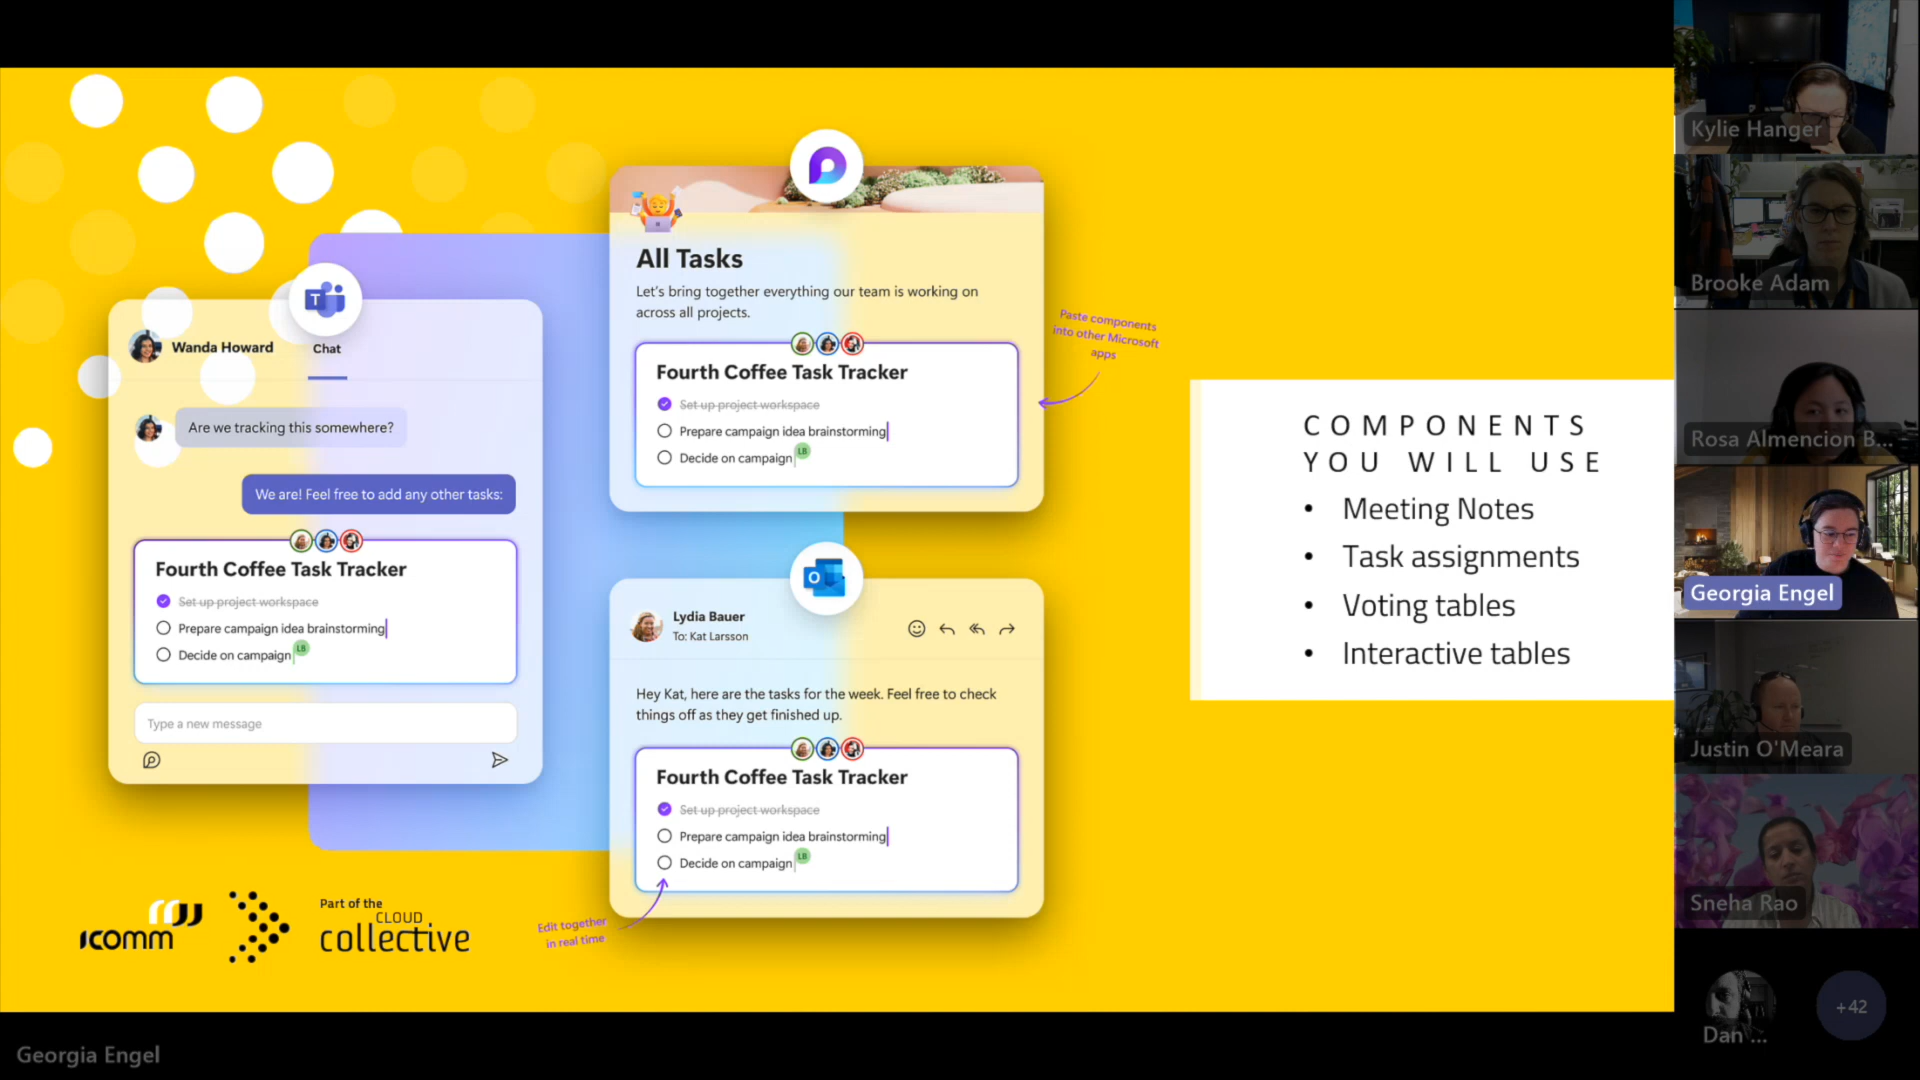 Wanda Howard
Chat
Are we tracking this somewhere?
We are! Feel free to add any other tasks:
Fourth Coffee Task Tracker
Set up project workspace
Prepare campaign idea brainstorming
Decide on campaign
LB
Type a new message
All Tasks
Let's bring together everything our team is working on
across all projects.
Fourth Coffee Task Tracker
Set up project workspace
Prepare campaign idea brainstorming
Decide on campaign
LB
Paste components
into other Microsoft
apps
Lydia Bauer
To: Kat Larsson
Hey Kat, here are the tasks for the week. Feel free to check
things off as they get finished up.
Fourth Coffee Task Tracker
Set up project workspace
Prepare campaign idea brainstorming
Decide on campaign
LB
Edit together
in real time
COMPONENTS
YOU WILL USE
• Meeting Notes
• Task assignments
• Voting tables
• Interactive tables
ICOMM
Part of the
CLOUD
collective
Georgia Engel
Kylie Hanger
Brooke Adam
Rosa Almencion B...
Georgia Engel
Justin O'Meara
Sneha Rao
Dan ...
+42